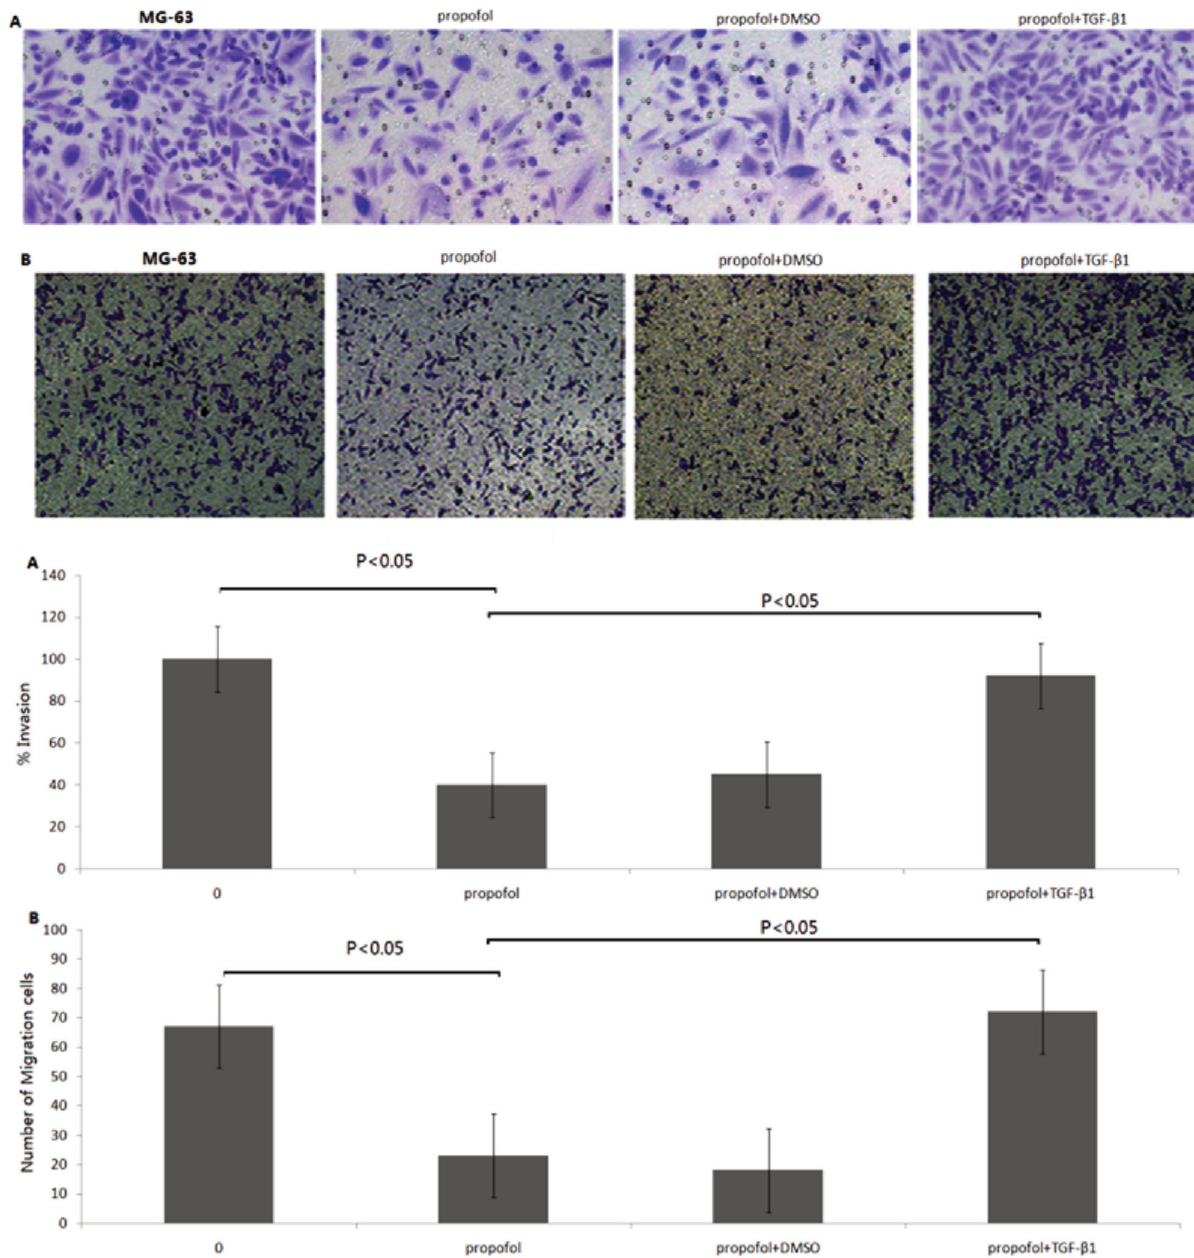 A MG-63 propofol propofol+DMSO propofol+TGF-β1
B MG-63 propofol propofol+DMSO propofol+TGF-β1
A
P<0.05
P<0.05
140
120
100
80
60
40
20
0
% Invasion
0 propofol propofol+DMSO propofol+TGF-β1
B
P<0.05
P<0.05
100
90
80
70
60
50
40
30
20
10
0
Number of Migration cells
0 propofol propofol+DMSO propofol+TGF-β1